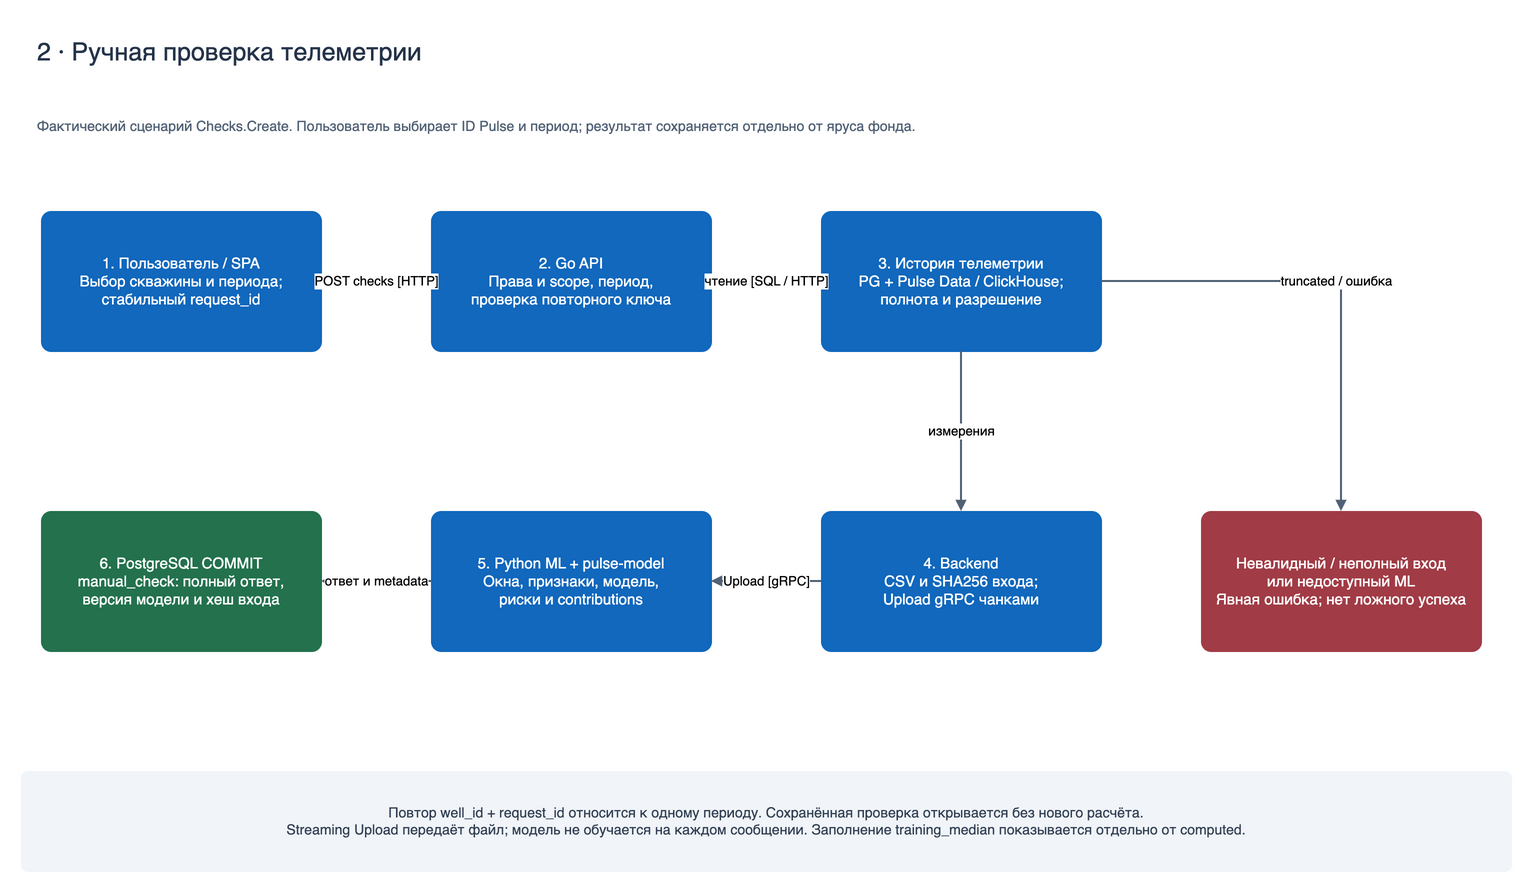 2 · Ручная проверка телеметрии
Фактический сценарий Checks.Create. Пользователь выбирает ID Pulse и период; результат сохраняется отдельно от яруса фонда.
1. Пользователь / SPA
Выбор скважины и периода;
стабильный request_id
POST checks [HTTP]
2. Go API
Права и scope, период,
проверка повторного ключа
чтение [SQL / HTTP]
3. История телеметрии
PG + Pulse Data / ClickHouse;
полнота и разрешение
truncated / ошибка
измерения
6. PostgreSQL COMMIT
manual_check: полный ответ,
версия модели и хеш входа
ответ и metadata
5. Python ML + pulse-model
Окна, признаки, модель,
риски и contributions
Upload [gRPC]
4. Backend
CSV и SHA256 входа;
Upload gRPC чанками
Невалидный / неполный вход
или недоступный ML
Явная ошибка; нет ложного успеха
Повтор well_id + request_id относится к одному периоду. Сохранённая проверка открывается без нового расчёта.
Streaming Upload передаёт файл; модель не обучается на каждом сообщении. Заполнение training_median показывается отдельно от computed.